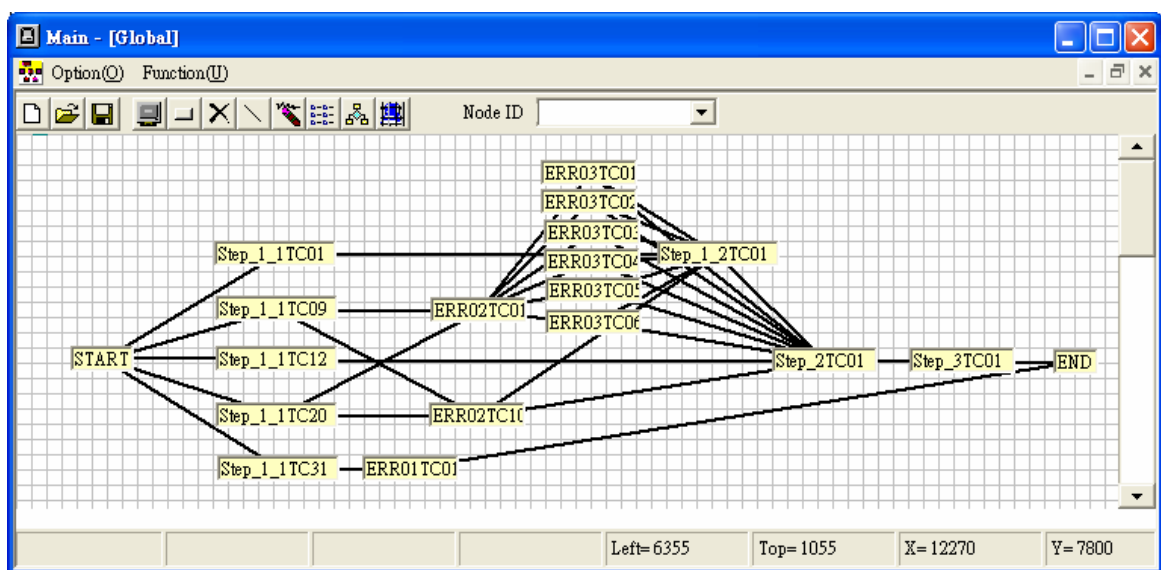 Main - [Global]
Option(O) Function(U)
Node ID
ERR03TC01
ERR03TC02
ERR03TC03
Step_1_1TC01
ERR03TC04
Step_1_2TC01
ERR03TC05
Step_1_1TC09
ERR02TC01
ERR03TC06
START
Step_1_1TC12
Step_2TC01
Step_3TC01
END
Step_1_1TC20
ERR02TC10
Step_1_1TC31
ERR01TC01
Left=6355
Top=1055
X=12270
Y=7800